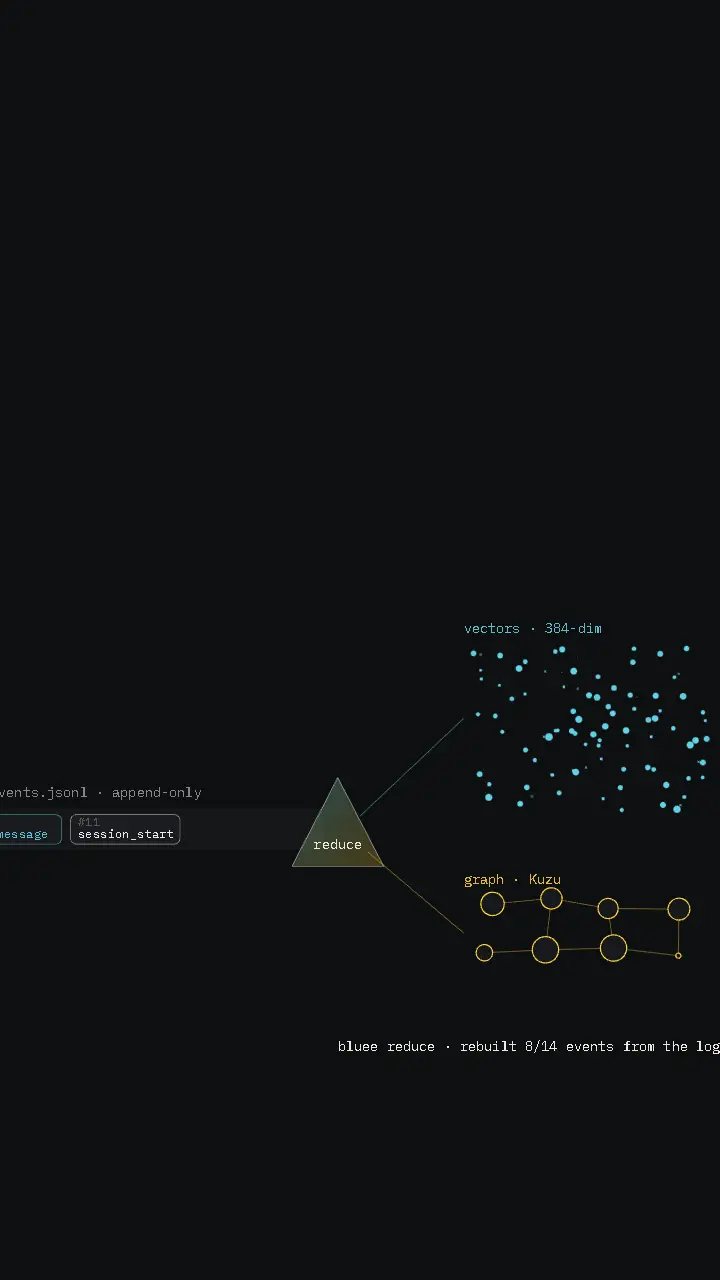 vectors · 384-dim
vents.jsonl · append-only
message
#11
session_start
reduce
graph · Kuzu
bluee reduce · rebuilt 8/14 events from the log